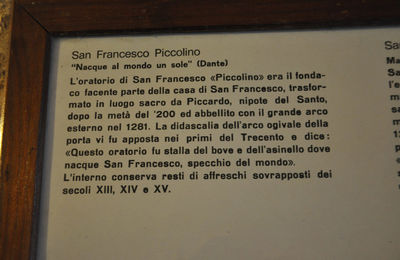 San Francesco Piccolino
"Nacque al mondo un sole" (Dante)
L'oratorio di San Francesco «Piccolino» era il fonda-
co facente parte della casa di San Francesco, trasfor-
mato in luogo sacro da Piccardo, nipote del Santo,
dopo la metà del '200 ed abbellito con il grande arco
esterno nel 1281. La didascalia dell'arco ogivale della
porta vi fu apposta nei primi del Trecento e dice:
«Questo oratorio fu stalla del bove e dell'asinello dove
nacque San Francesco, specchio del mondo».
L'interno conserva resti di affreschi sovrapposti dei
secoli XIII, XIV e XV.